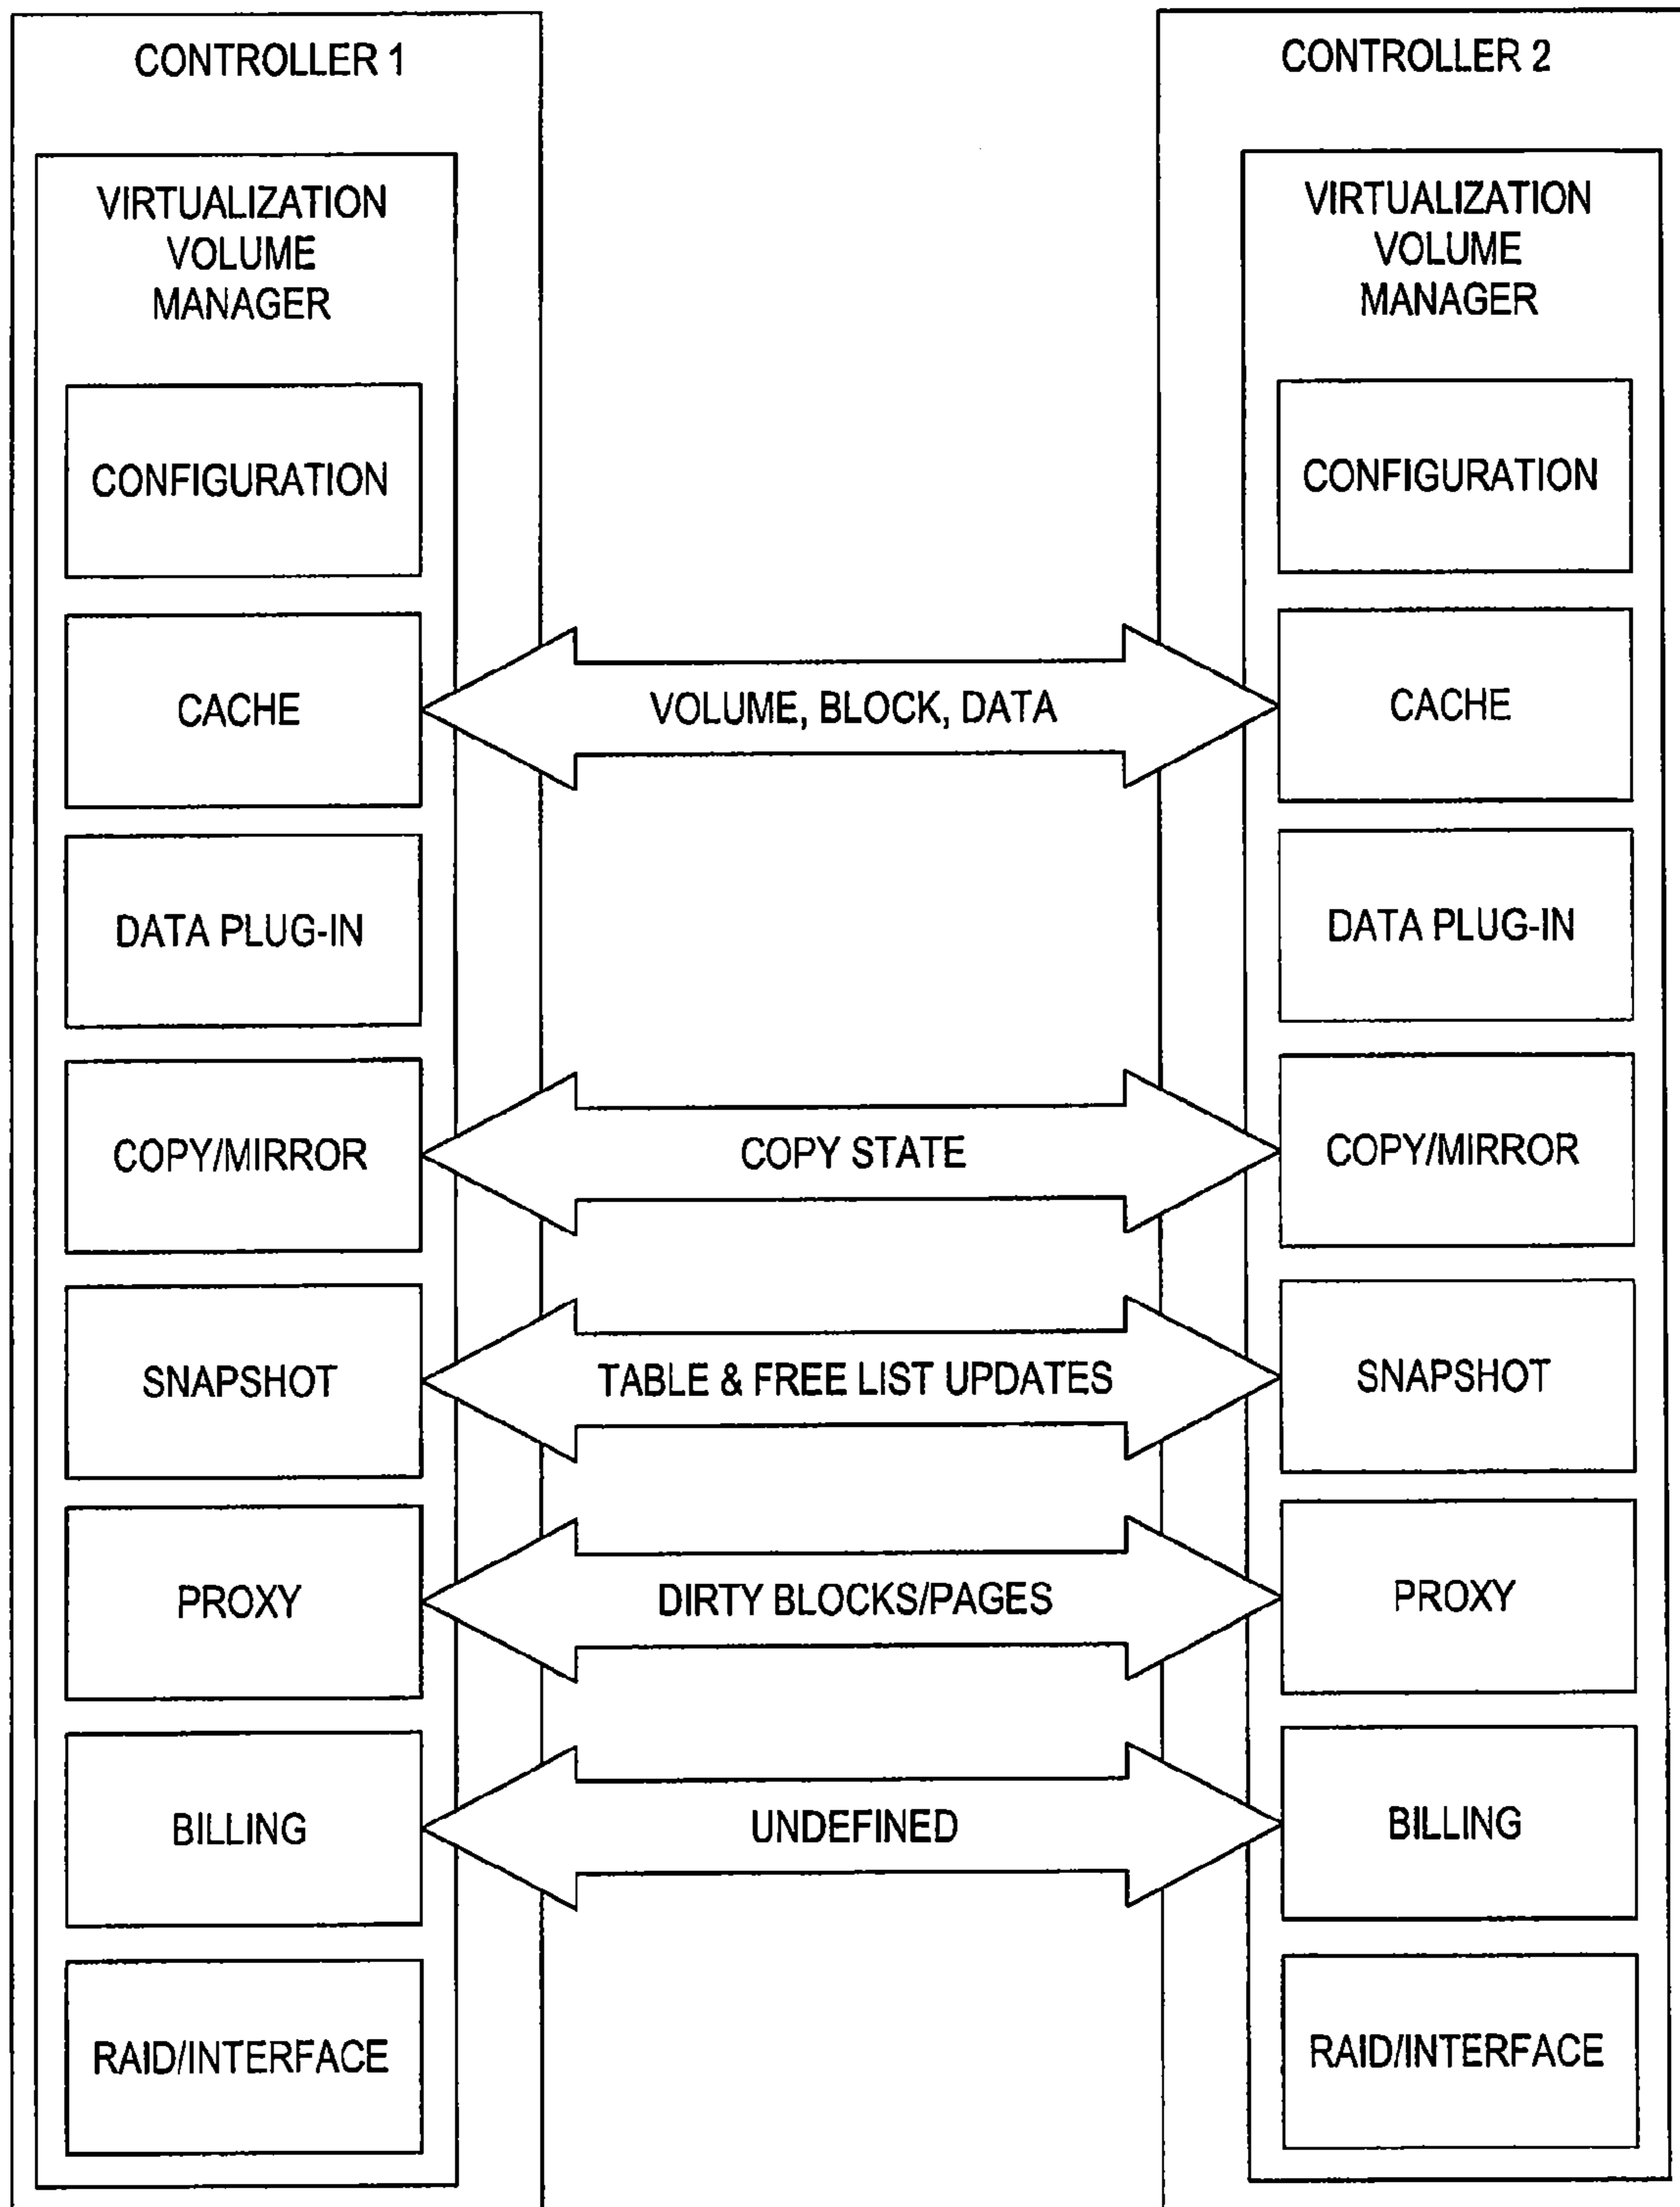 CONTROLLER 1
VIRTUALIZATION
VOLUME
MANAGER
CONFIGURATION
CACHE
DATA PLUG-IN
COPY/MIRROR
SNAPSHOT
PROXY
BILLING
RAID/INTERFACE
VOLUME, BLOCK, DATA
COPY STATE
TABLE & FREE LIST UPDATES
DIRTY BLOCKS/PAGES
UNDEFINED
CONTROLLER 2
VIRTUALIZATION
VOLUME
MANAGER
CONFIGURATION
CACHE
DATA PLUG-IN
COPY/MIRROR
SNAPSHOT
PROXY
BILLING
RAID/INTERFACE